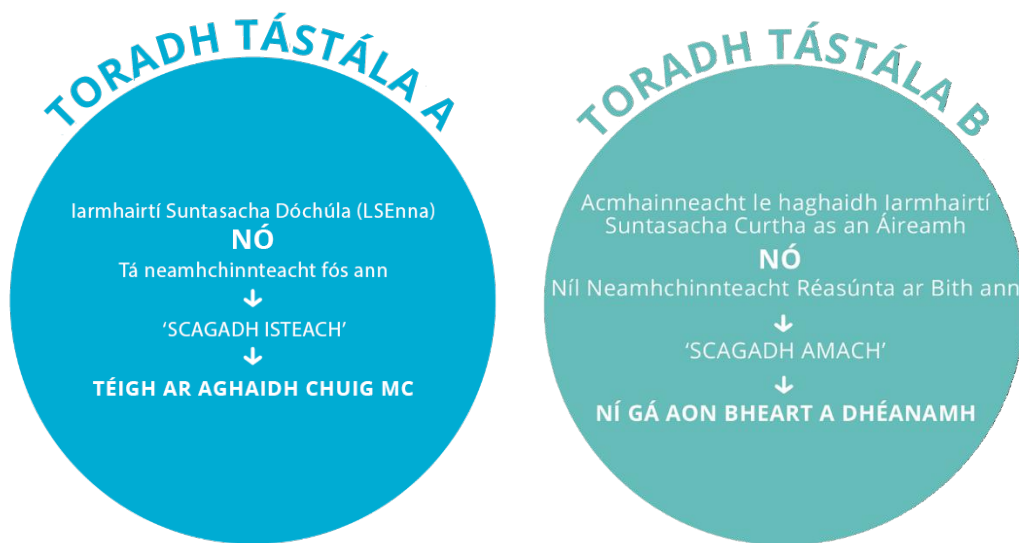 TORADH TÁSTÁLA A
Iarmhairtí Suntasacha Dóchúla (LSEnna)
NÓ
Tá neamhchinnteacht fós ann
‘SCAGADH ISTEACH’
TÉIGH AR AGHAIDH CHUIG MC
TORADH TÁSTÁLA B
Acmhainneacht le haghaidh Iarmhairtí
Suntasacha Curtha as an Áireamh
NÓ
Níl Neamhchinnteacht Réasúnta ar Bith ann
‘SCAGADH AMACH’
NÍ GÁ AON BHEART A DHÉANAMH